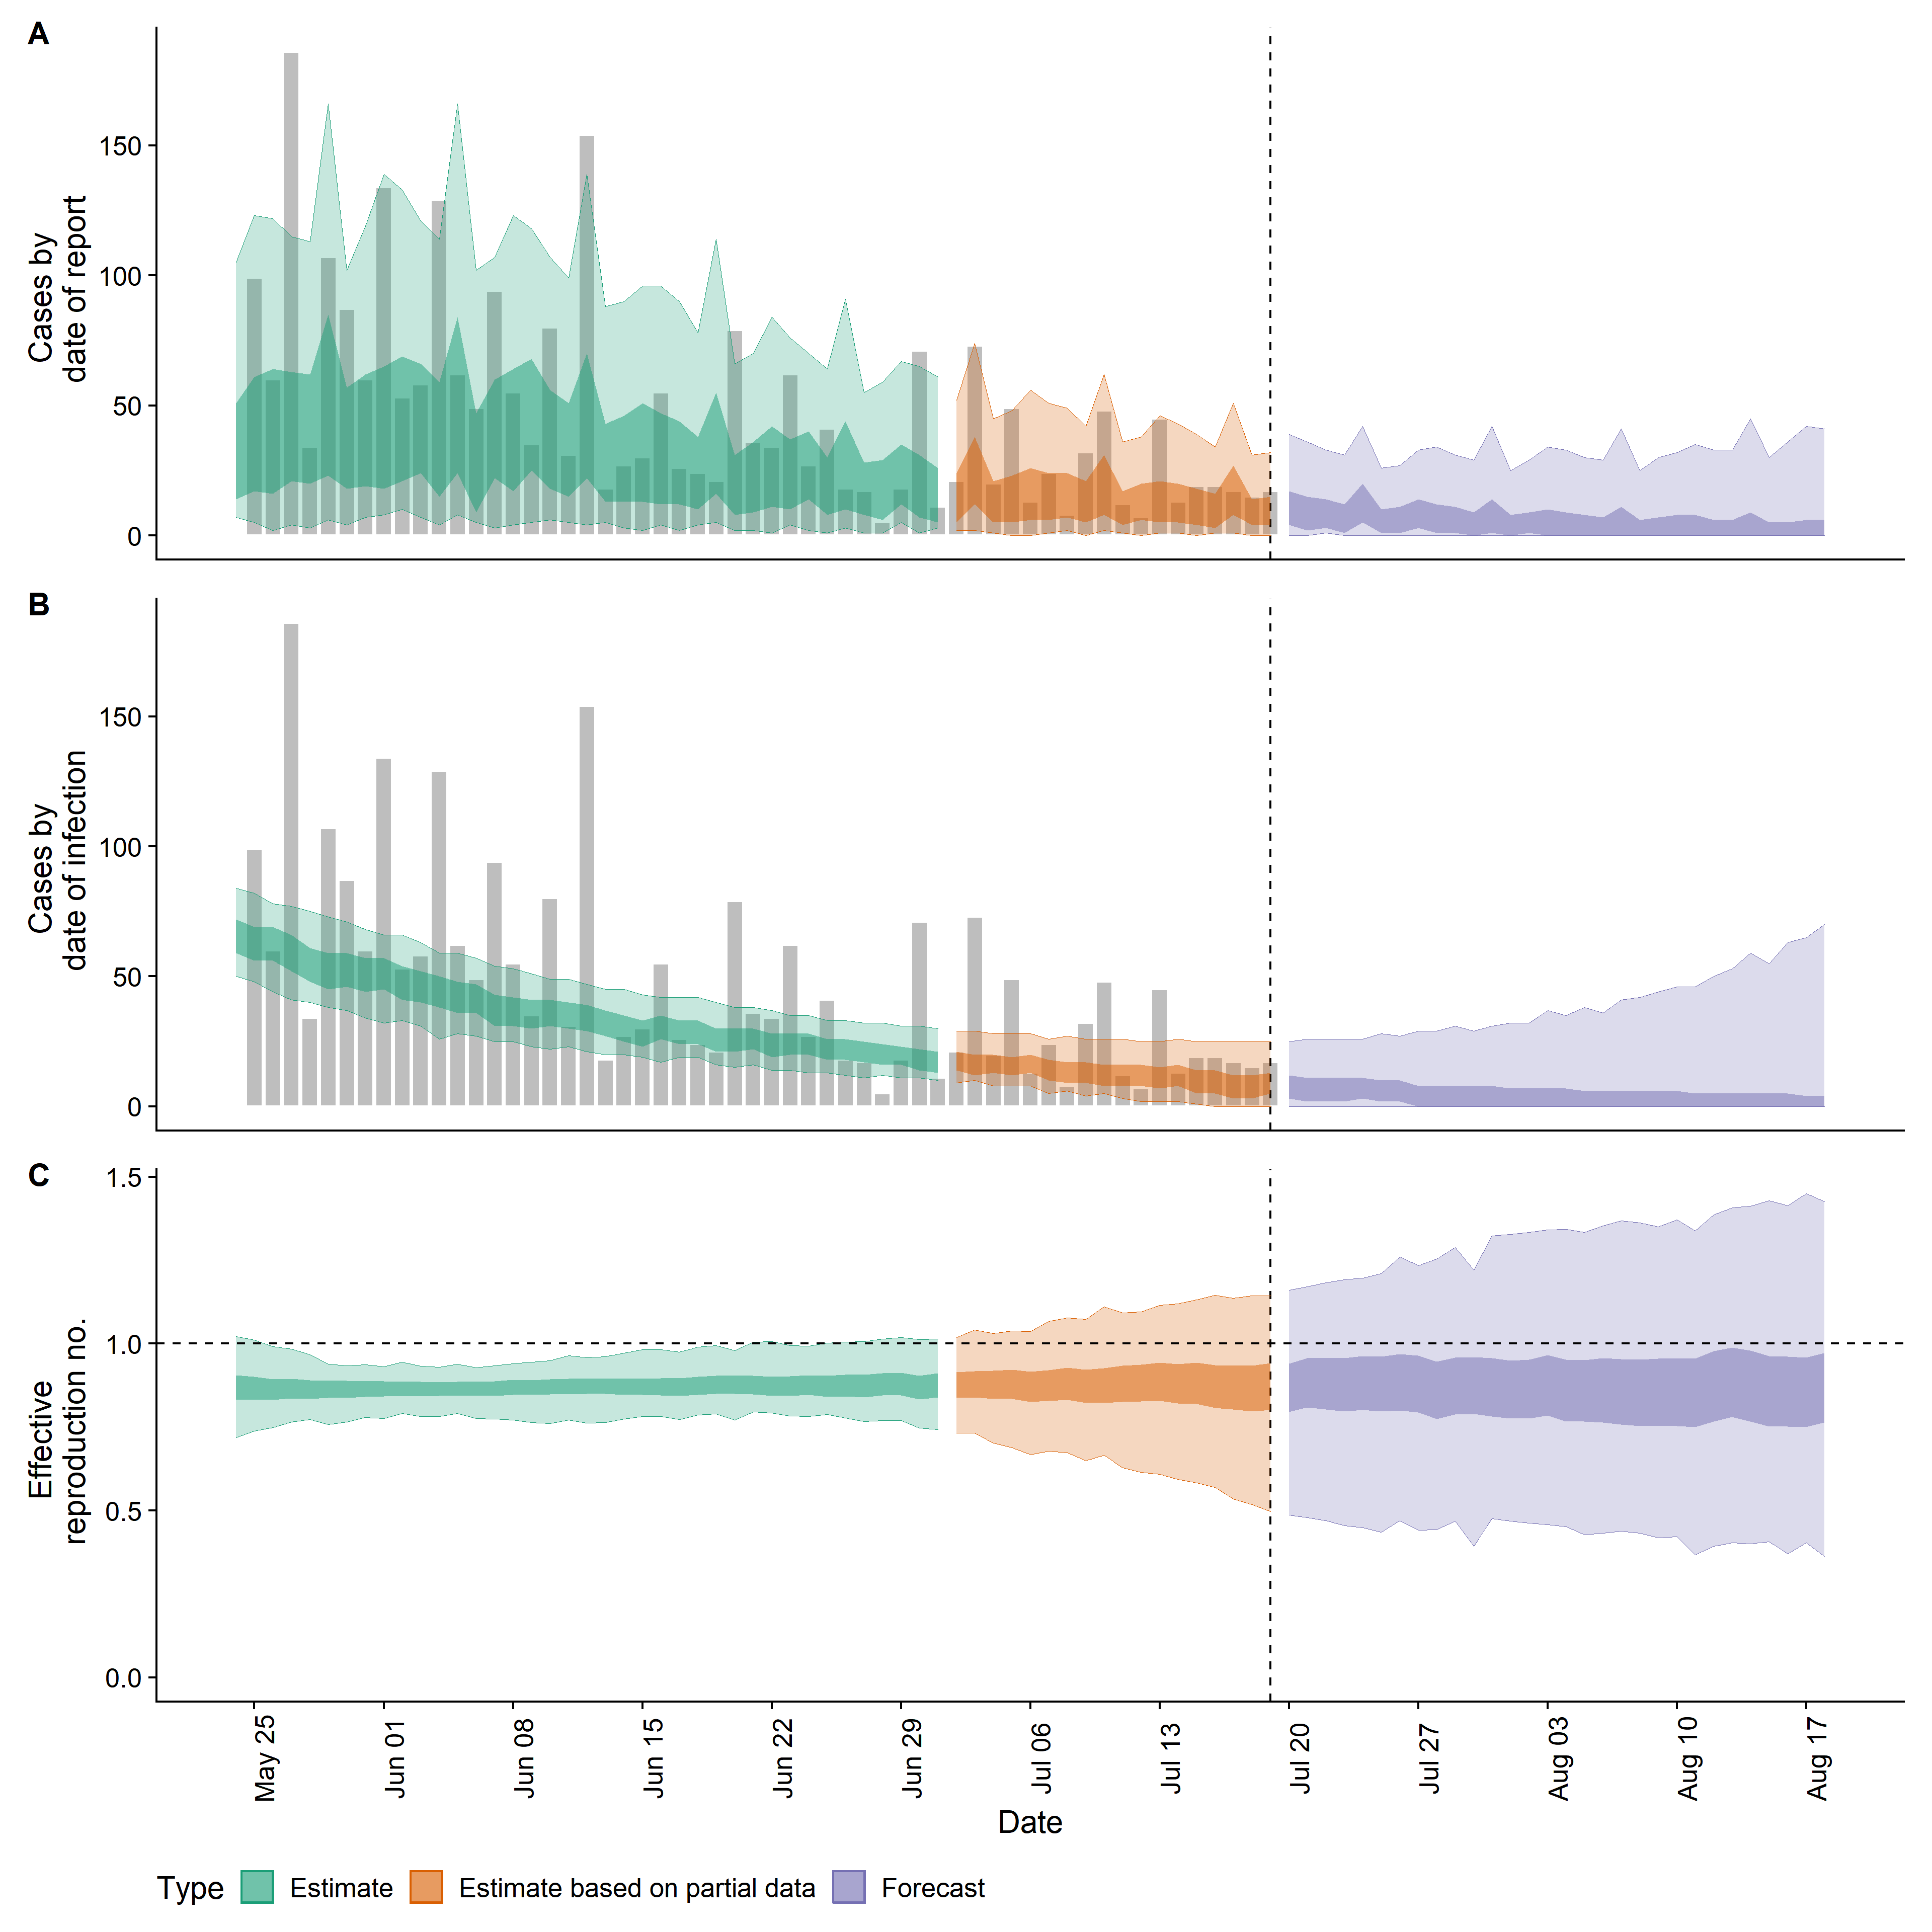 A
Cases by
date of report
150
100
50
0
B
Cases by
date of infection
150
100
50
0
C
Effective
reproduction no.
1.5
1.0
0.5
0.0
May 25
Jun 01
Jun 08
Jun 15
Jun 22
Jun 29
Jul 06
Jul 13
Jul 20
Jul 27
Aug 03
Aug 10
Aug 17
Date
Type Estimate Estimate based on partial data Forecast